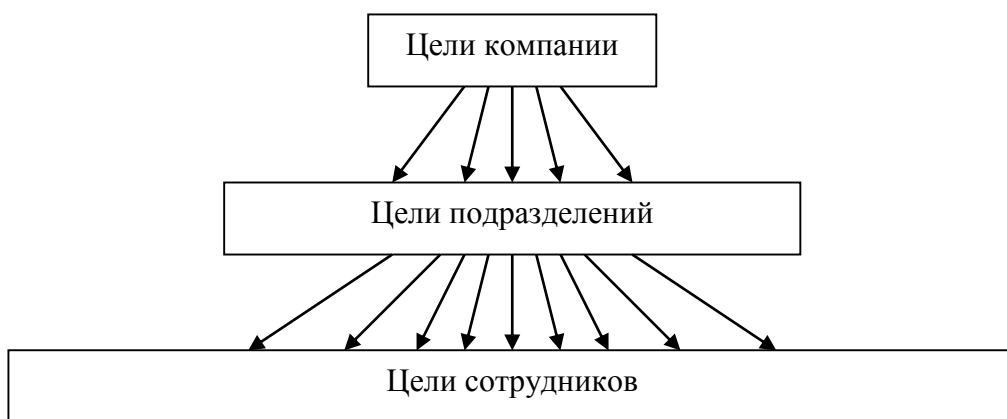 Цели компании
Цели подразделений
Цели сотрудников